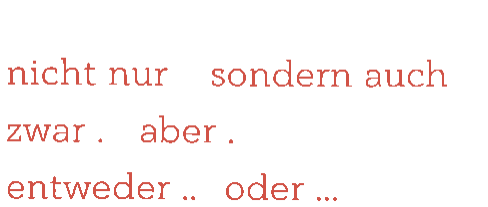 nicht nur sondern auch
zwar . aber .
entweder .. oder ...